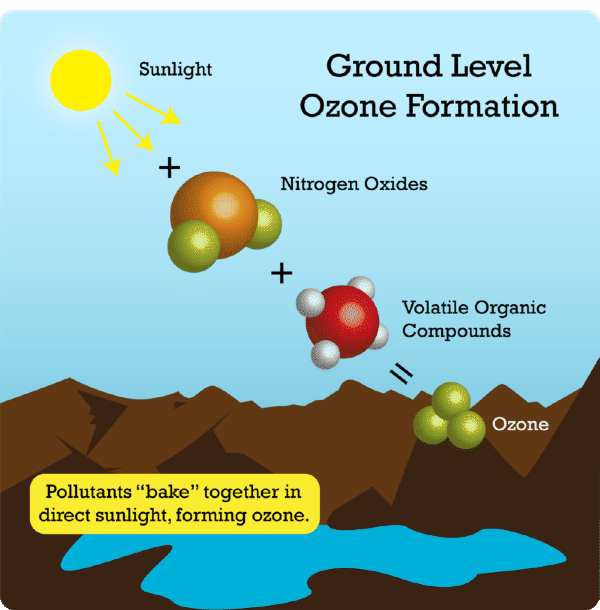 Sunlight
Ground Level
Ozone Formation
+
Nitrogen Oxides
+
Volatile Organic
Compounds
=
Ozone
Pollutants “bake” together in
direct sunlight, forming ozone.